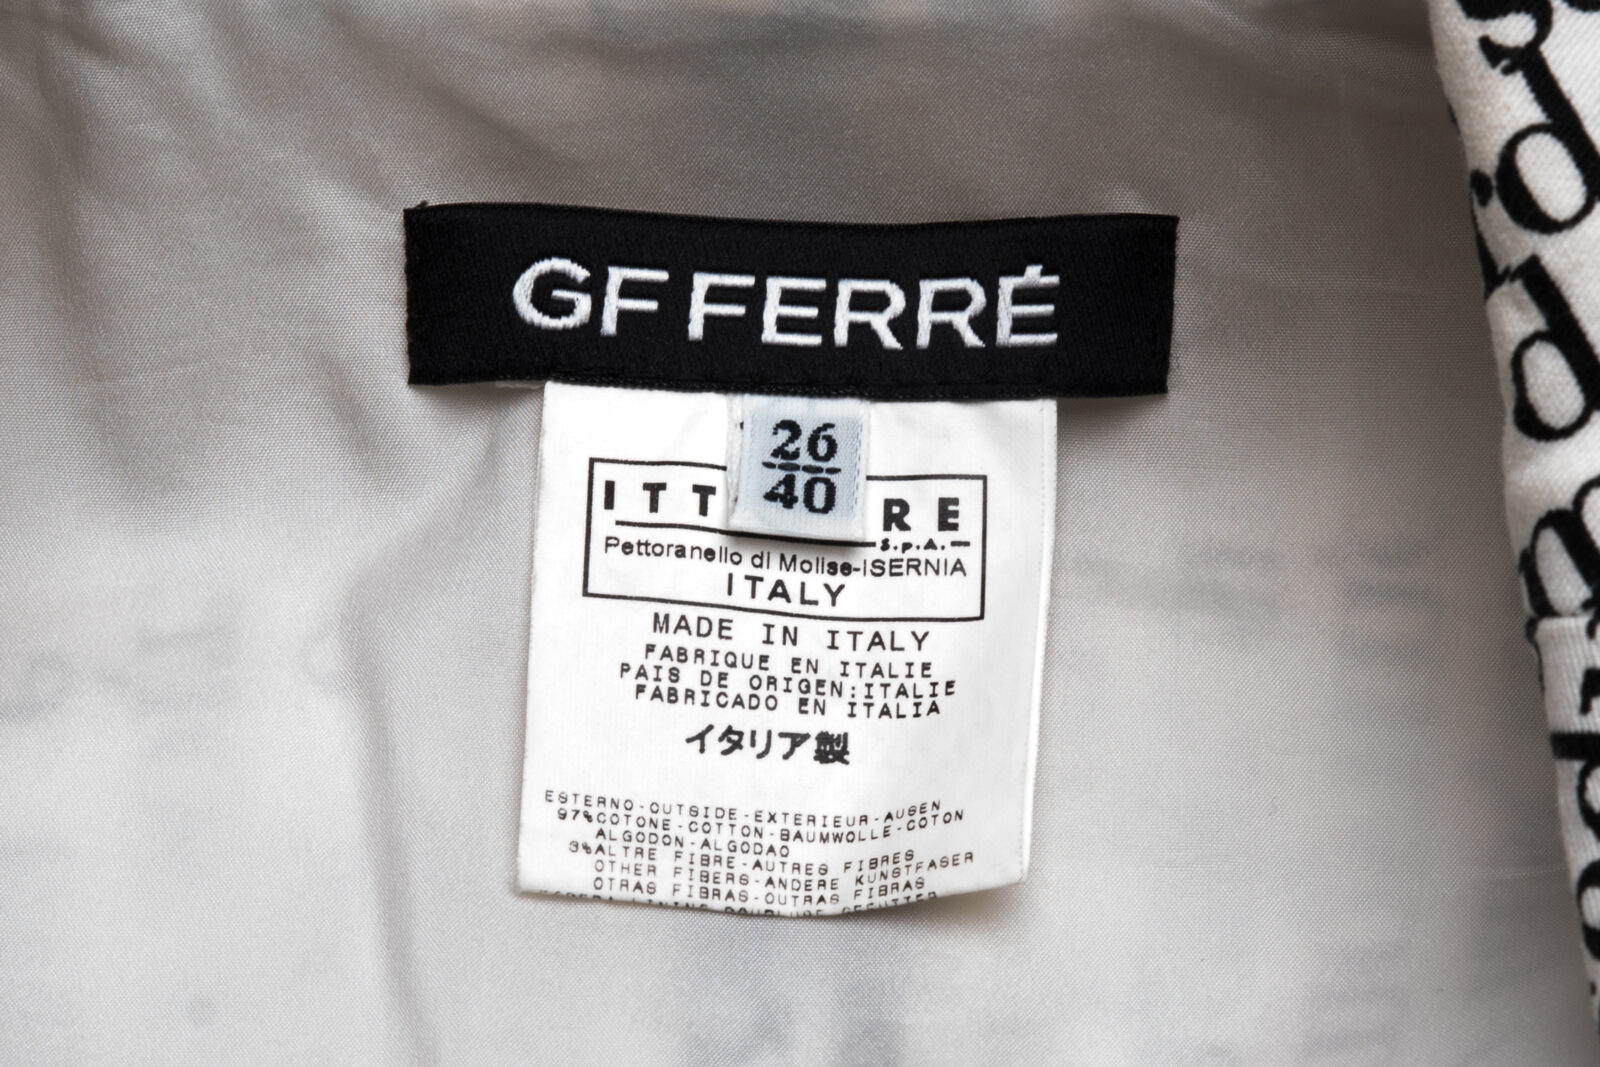 GF FERRÉ
26
40
ITT RE
S.p.A.
Pettoranello di Molise-ISERNIA
ITALY
MADE IN ITALY
FABRIQUE EN ITALIE
PAIS DE ORIGEN:ITALIE
FABRICADO EN ITALIA
イタリア製
ESTERNO-OUTSIDE-EXTERIEUR-AUSEN
97%COTONE-COTTON-BAUMWOLLE-COTON
ALGODON-ALGODAO
3%ALTRE FIBRE-AUTRES FIBRES
OTHER FIBERS-ANDERE KUNSTFASER
OTRAS FIBRAS-OUTRAS FIBRAS